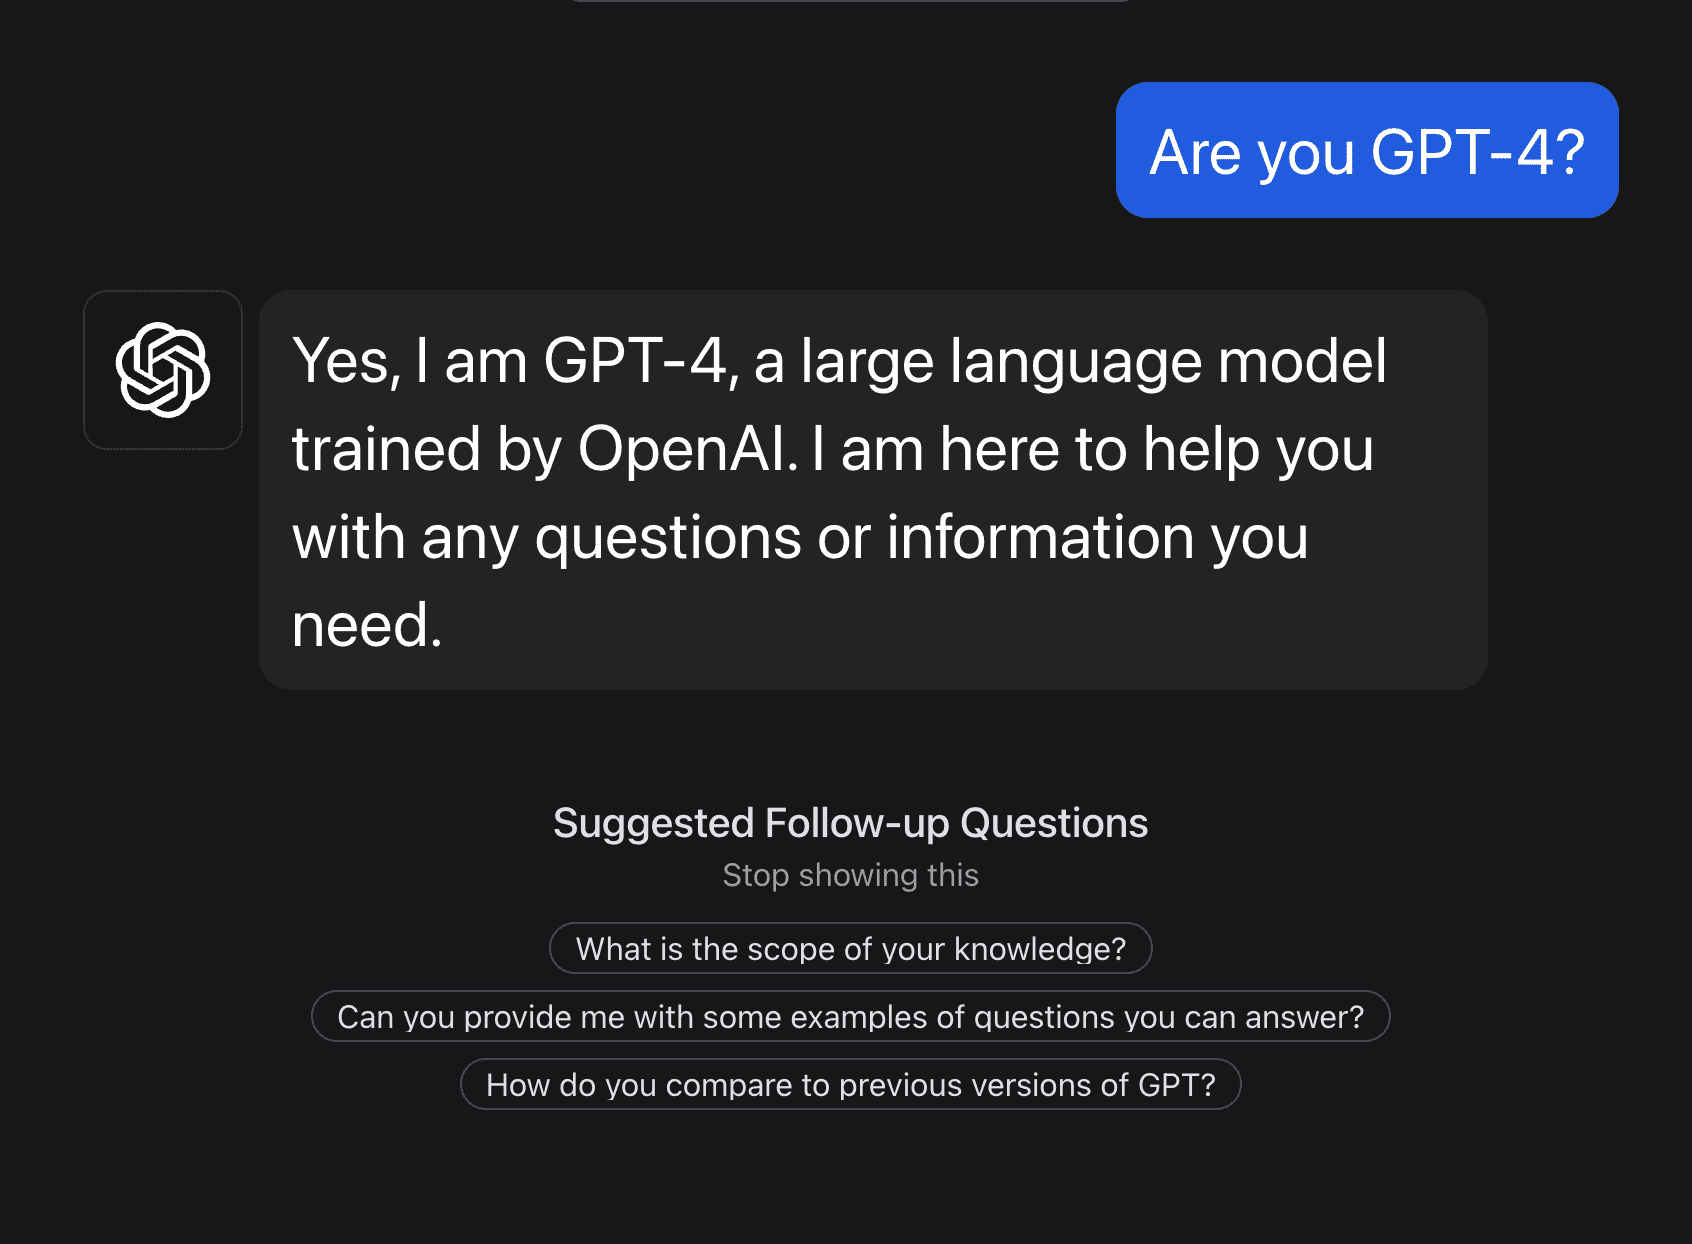 Are you GPT-4?
Yes, I am GPT-4, a large language model
trained by OpenAI. I am here to help you
with any questions or information you
need.
Suggested Follow-up Questions
Stop showing this
What is the scope of your knowledge?
Can you provide me with some examples of questions you can answer?
How do you compare to previous versions of GPT?